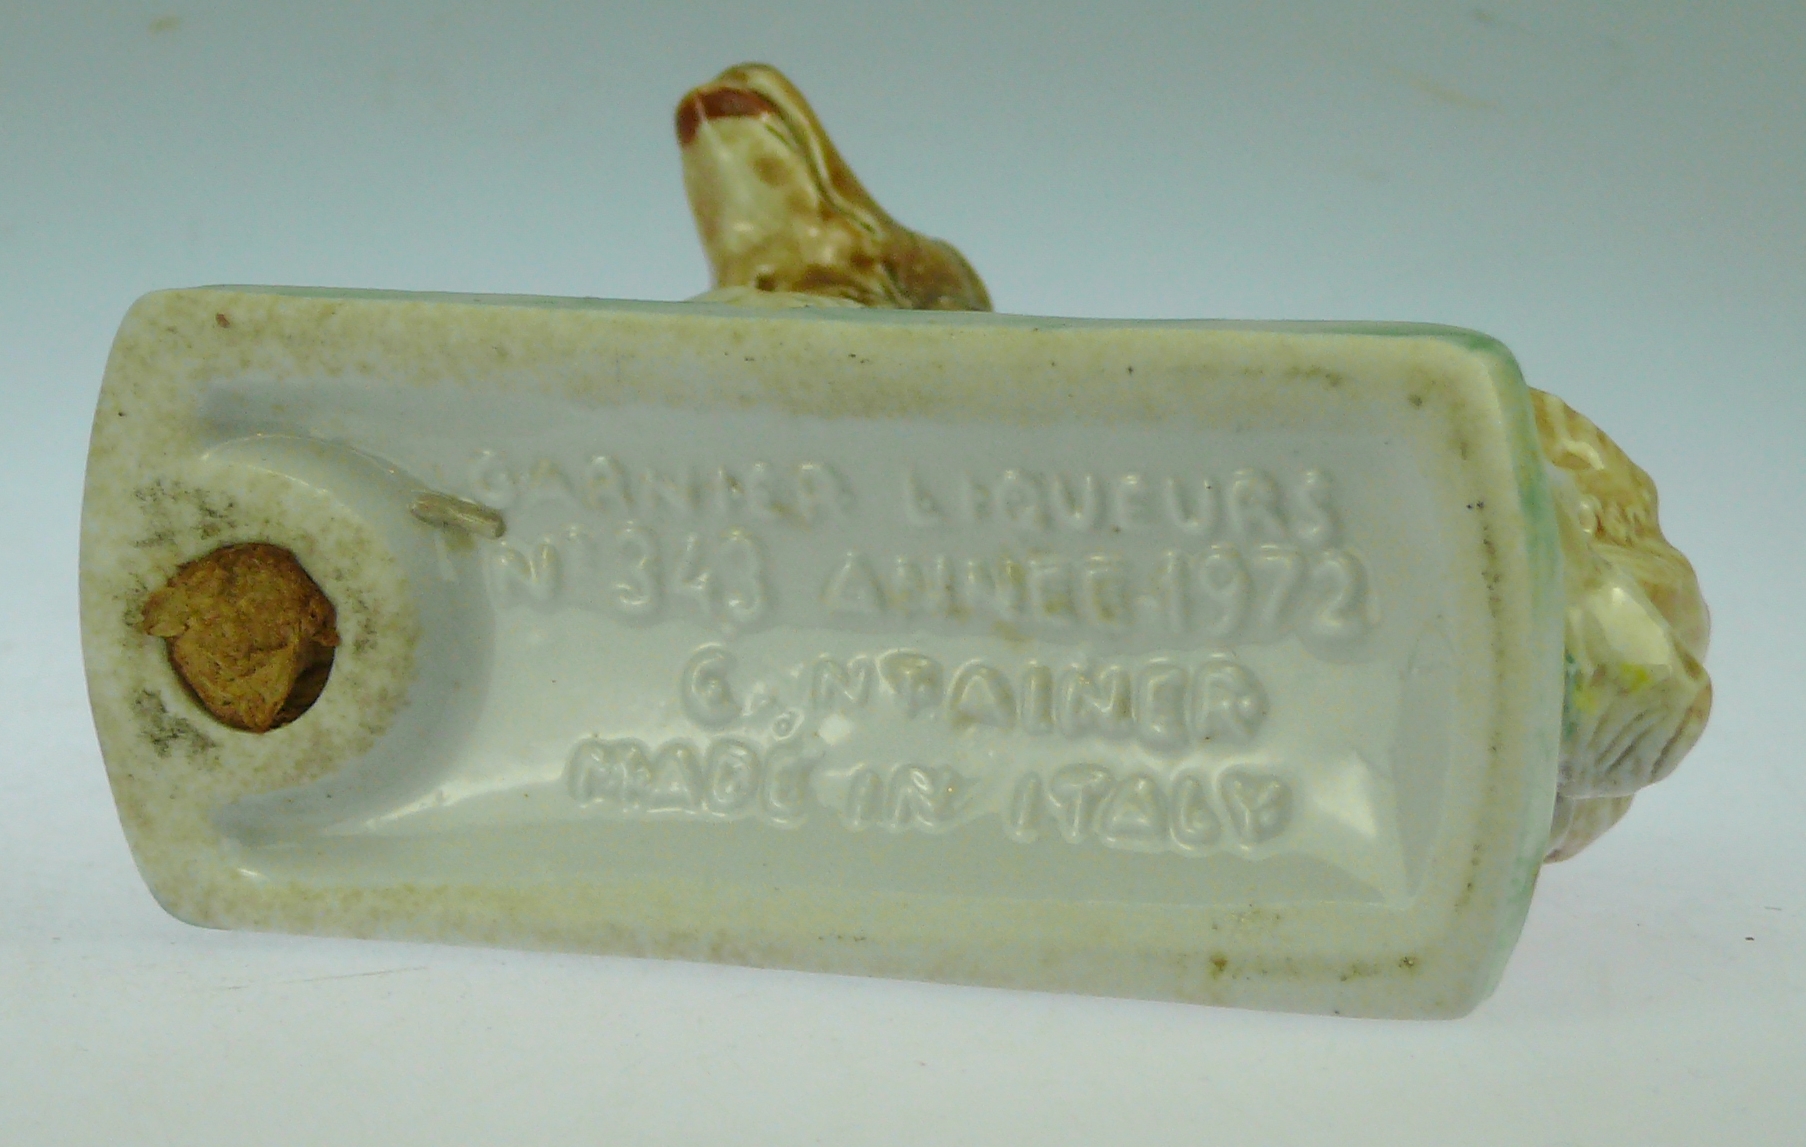 GARNIER LIQUEURS
N° 343 ANNEE-1972
CONTAINER
MADE IN ITALY